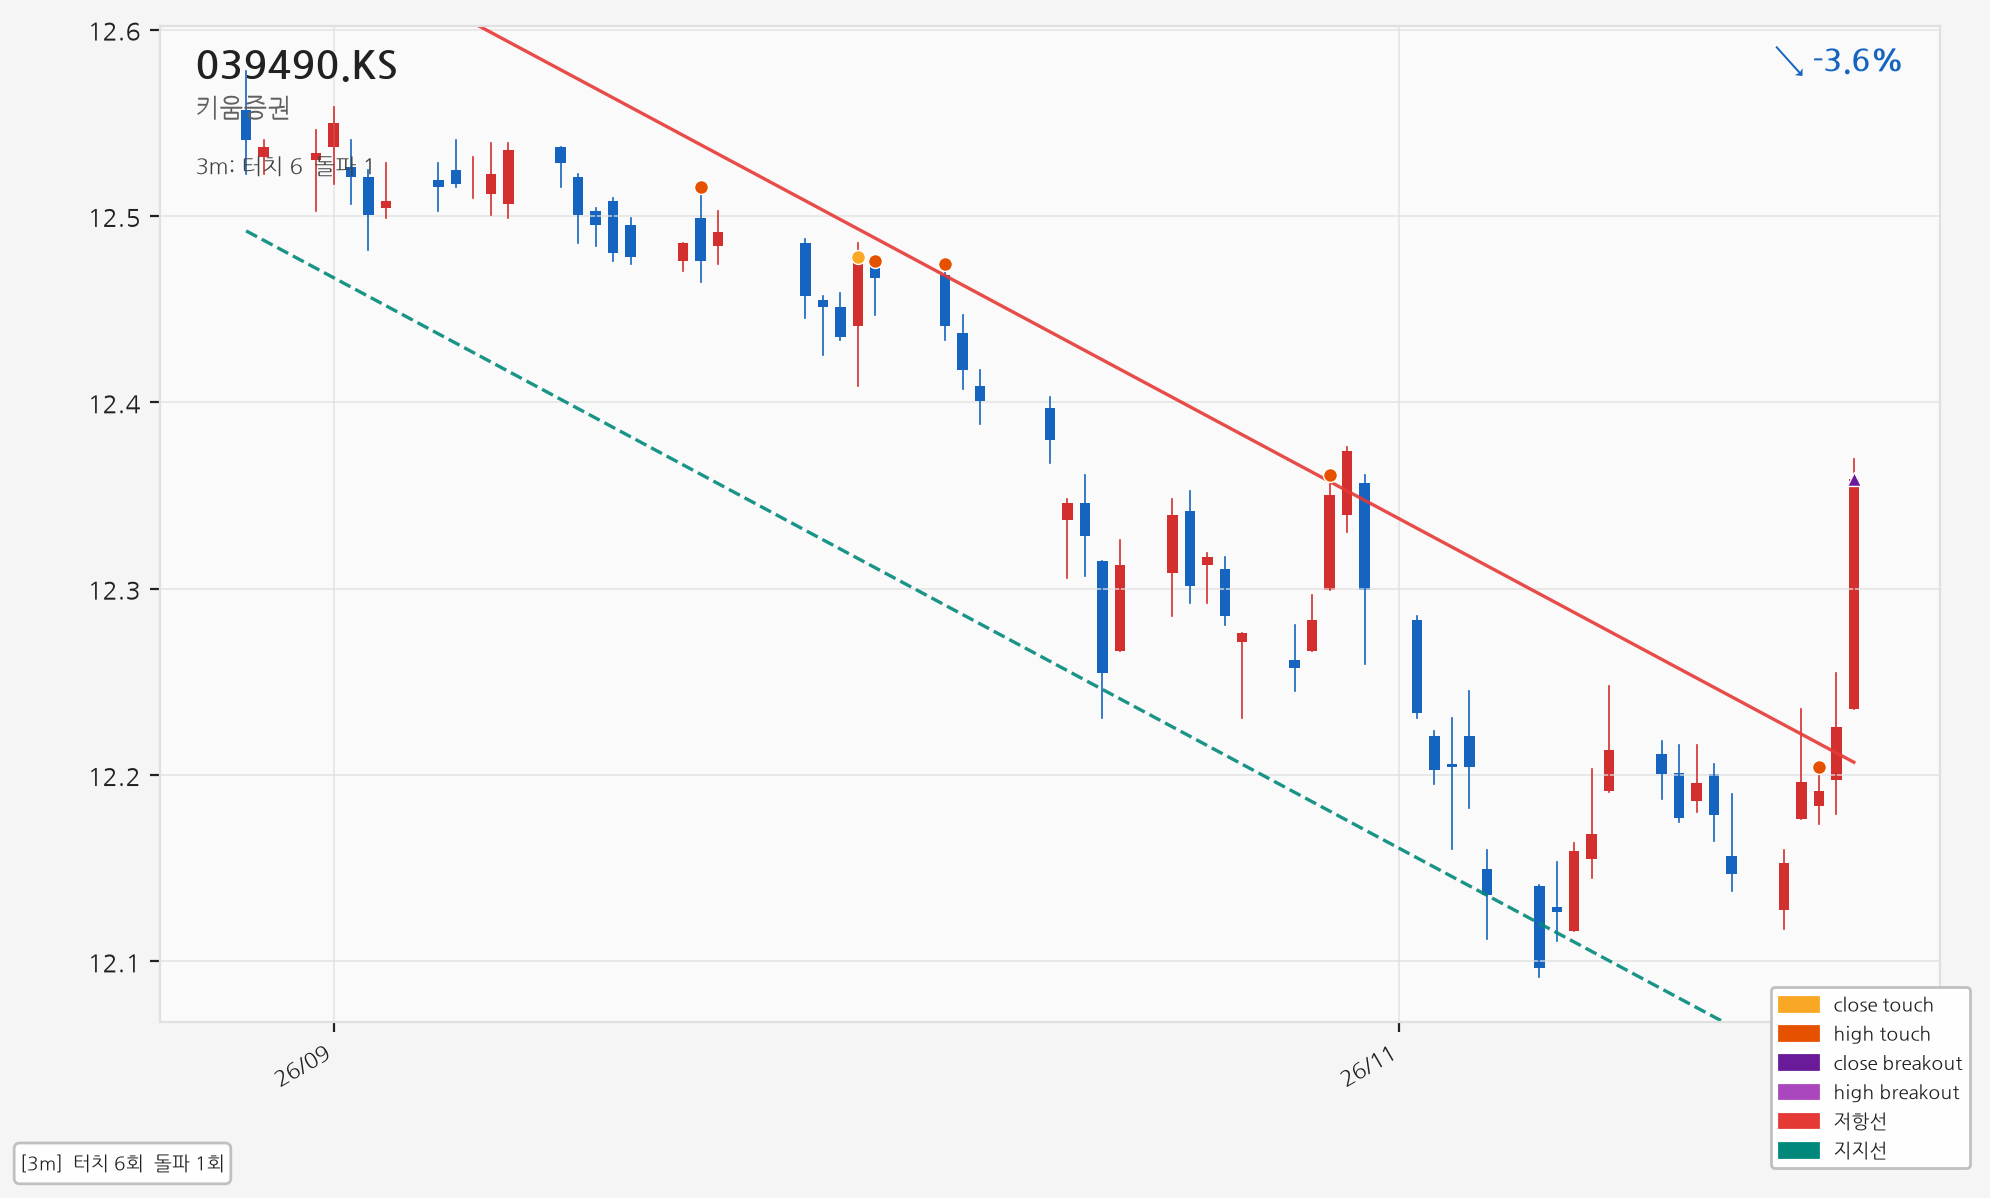 039490.KS
키움증권
3m: 터치 6 돌파 1
-3.6%
12.6
12.5
12.4
12.3
12.2
12.1
26/09
26/11
close touch
high touch
close breakout
high breakout
저항선
지지선
[3m] 터치 6회 돌파 1회